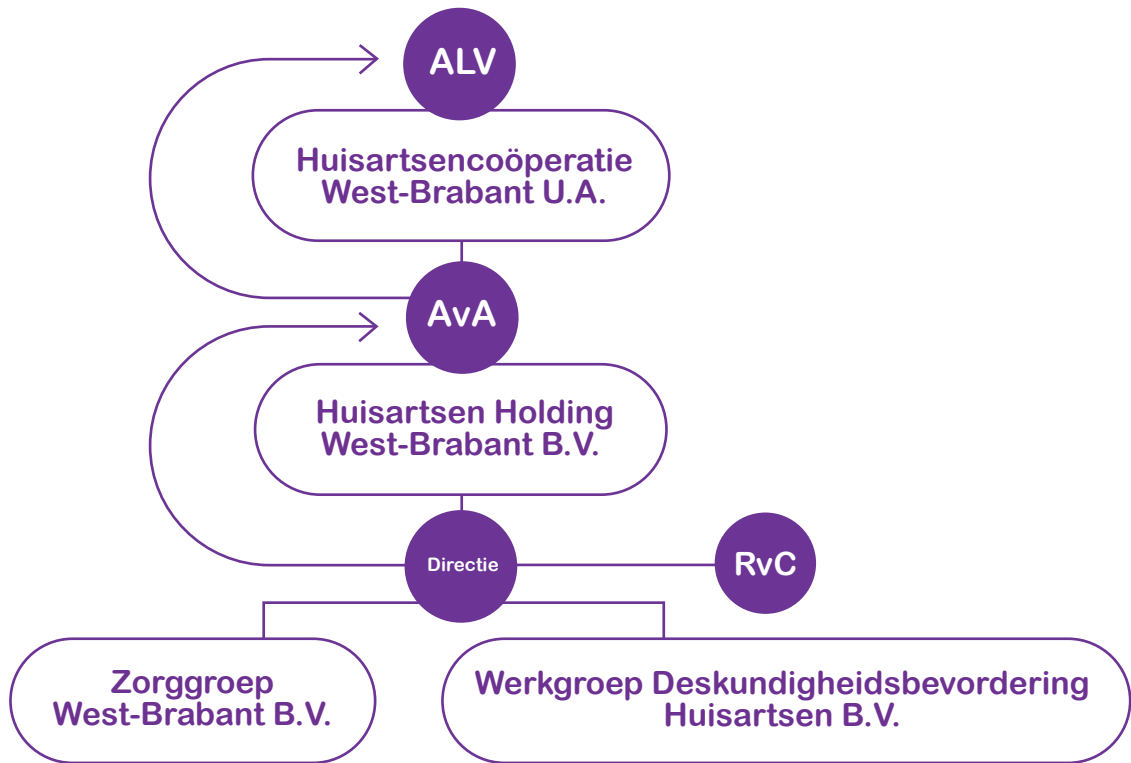 ALV
Huisartsencoöperatie
West-Brabant U.A.
AvA
Huisartsen Holding
West-Brabant B.V.
Directie
RvC
Zorggroep
West-Brabant B.V.
Werkgroep Deskundigheidsbevordering
Huisartsen B.V.